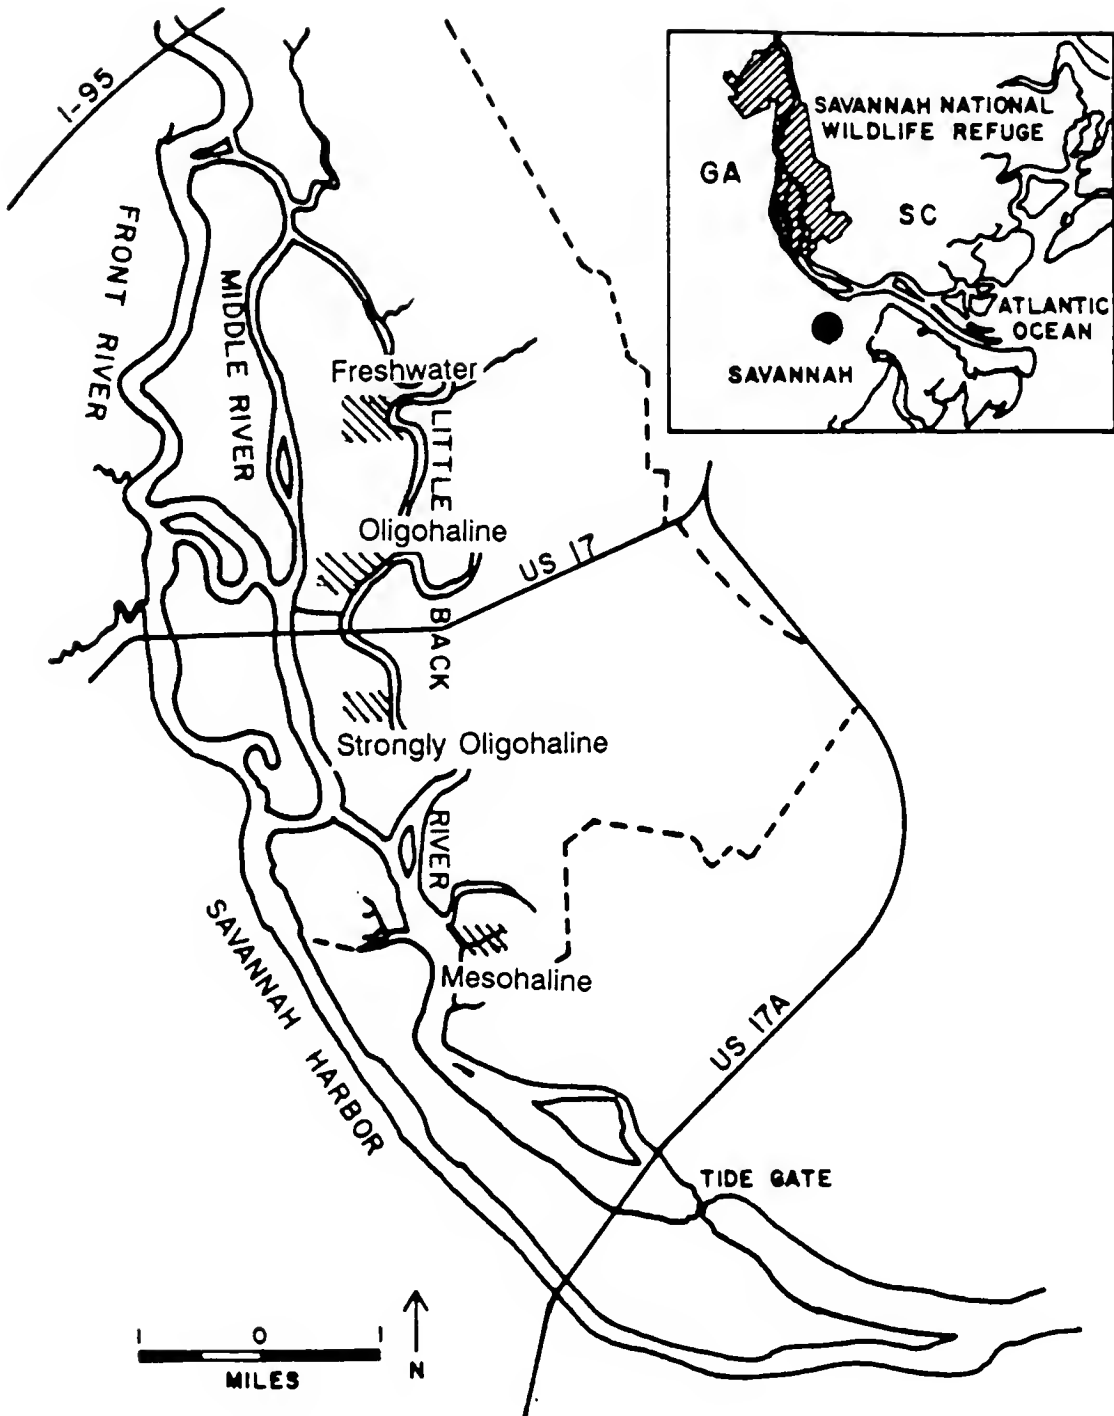 I-95
SAVANNAH NATIONAL
WILDLIFE REFUGE
GA
SC
ATLANTIC
OCEAN
SAVANNAH
FRONT RIVER
MIDDLE RIVER
Freshwater
LITTLE
Oligohaline
US 17
BACK
Strongly Oligohaline
RIVER
Mesohaline
SAVANNAH HARBOR
US 17A
TIDE GATE
1 0 1
MILES
N